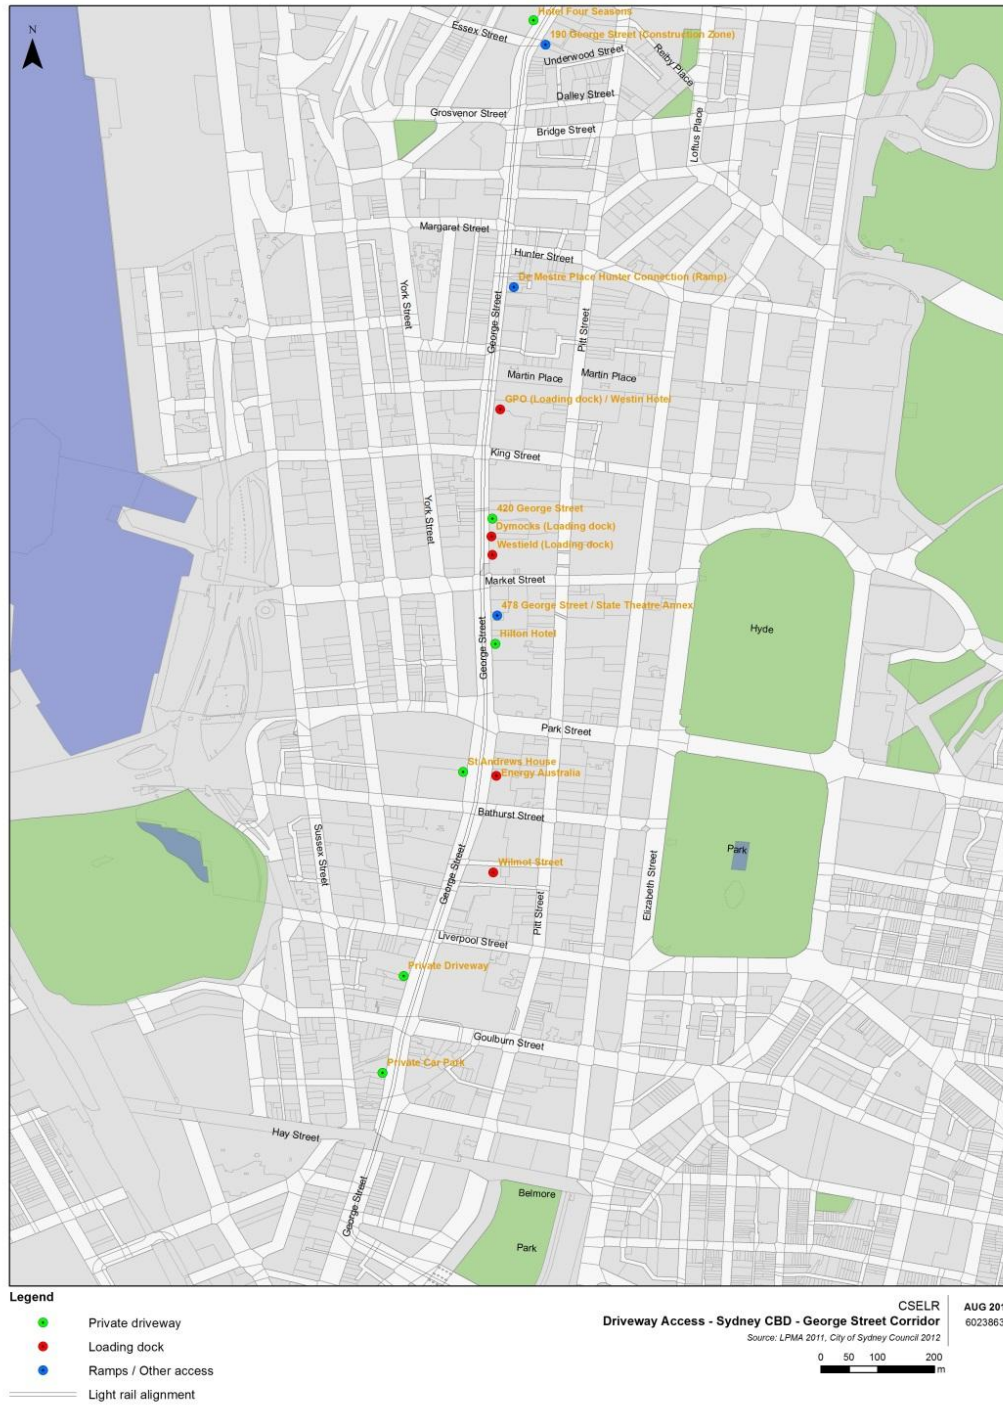 N
Hotel Four Seasons
Essex Street
190 George Street (Construction Zone)
Underwood Street
Reiby Place
Dalley Street
Grosvenor Street
Bridge Street
Loftus Place
Margaret Street
Hunter Street
De Mestre Place Hunter Connection (Ramp)
York Street
George Street
Pitt Street
Martin Place
Martin Place
GPO (Loading dock) / Westin Hotel
King Street
York Street
420 George Street
Dymocks (Loading dock)
Westfield (Loading dock)
Market Street
478 George Street / State Theatre Annex
Hyde
Hilton Hotel
George Street
Park Street
St Andrews House
Energy Australia
Bathurst Street
Sussex Street
Park
George Street
Wilmot Street
Elizabeth Street
Pitt Street
Liverpool Street
Private Driveway
Goulburn Street
Private Car Park
Hay Street
George Street
Belmore
Park
Legend
Private driveway
Loading dock
Ramps / Other access
Light rail alignment
CSELR
Driveway Access - Sydney CBD - George Street Corridor
Source: LPMA 2011, City of Sydney Council 2012
0 50 100 200
m
AUG 201
6023863